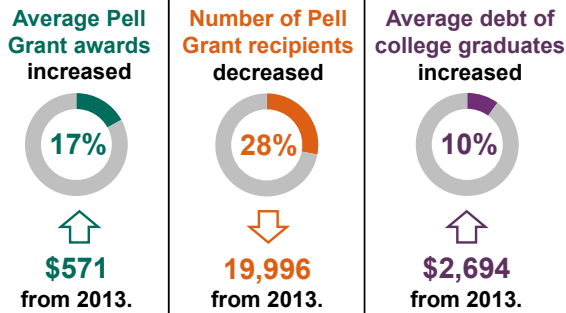 Average Pell
Grant awards
increased
17%
$571
from 2013.
Number of Pell
Grant recipients
decreased
28%
19,996
from 2013.
Average debt of
college graduates
increased
10%
$2,694
from 2013.